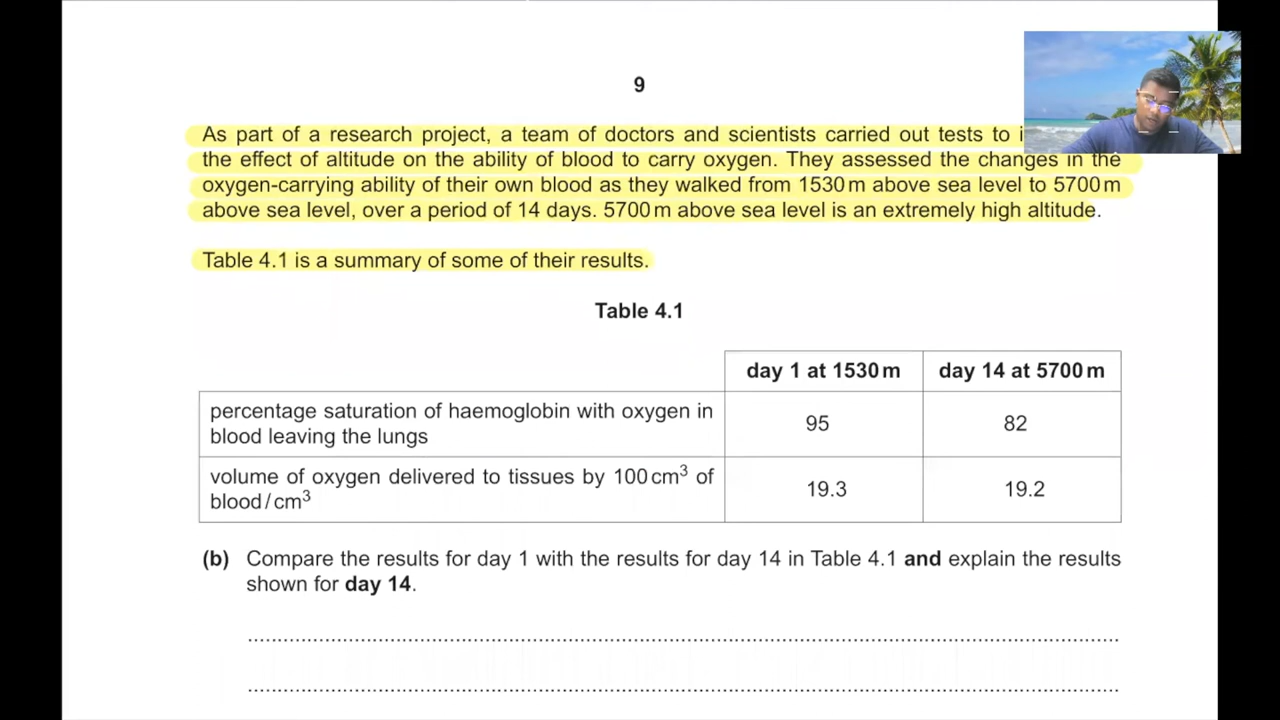 9
As part of a research project, a team of doctors and scientists carried out tests to
the effect of altitude on the ability of blood to carry oxygen. They assessed the changes in the
oxygen-carrying ability of their own blood as they walked from 1530 m above sea level to 5700 m
above sea level, over a period of 14 days. 5700 m above sea level is an extremely high altitude.
Table 4.1 is a summary of some of their results.
Table 4.1
day 1 at 1530 m day 14 at 5700 m
percentage saturation of haemoglobin with oxygen in
blood leaving the lungs 95 82
volume of oxygen delivered to tissues by 100 cm³ of
blood / cm³ 19.3 19.2
(b) Compare the results for day 1 with the results for day 14 in Table 4.1 and explain the results
shown for day 14.